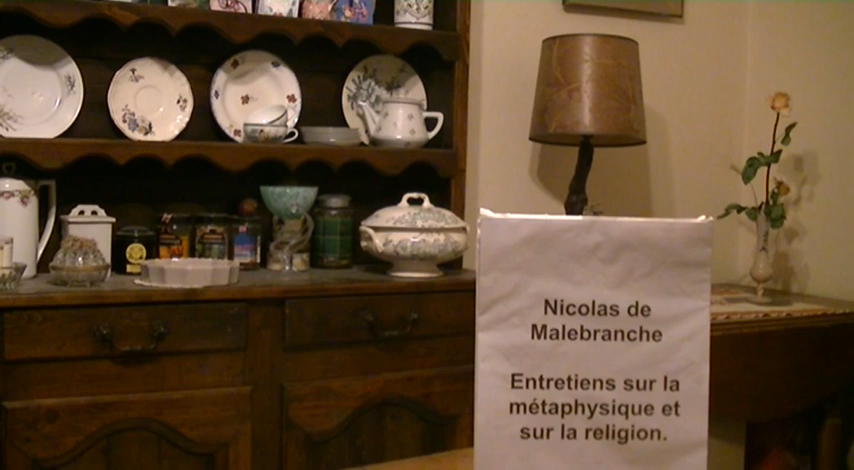 Nicolas de
Malebranche
Entretiens sur la
métaphysique et
sur la religion.